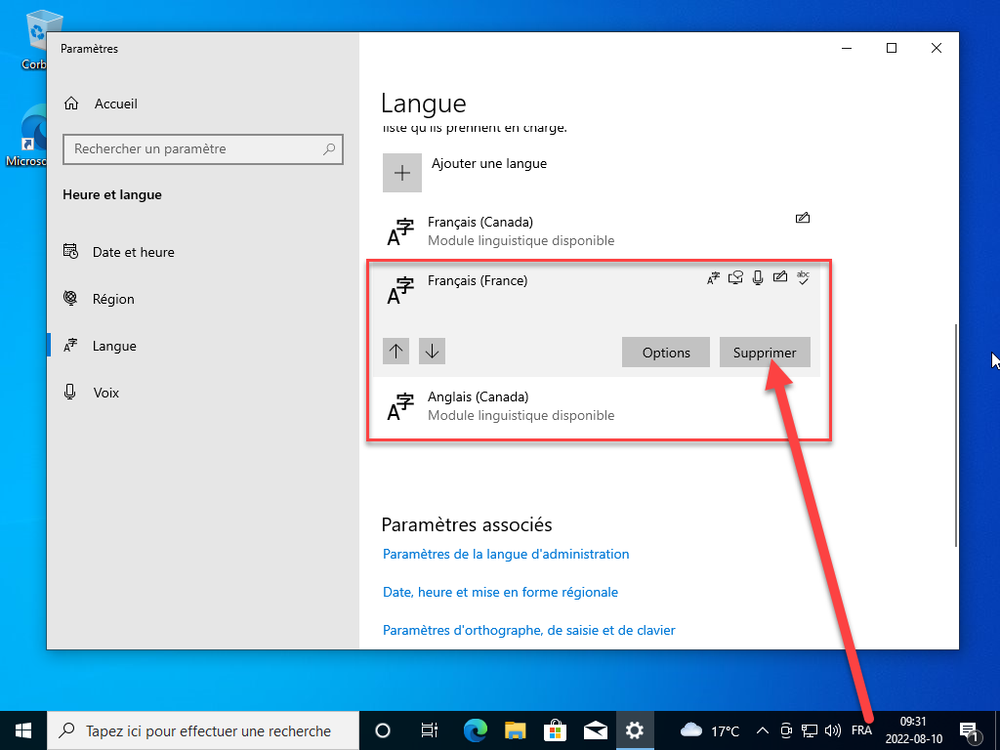 Corb
Microso
Paramètres
Accueil
Rechercher un paramètre
Heure et langue
Date et heure
Région
Langue
Voix
Langue
liste qu'ils prennent en charge.
Ajouter une langue
Français (Canada)
Module linguistique disponible
Français (France)
abc
Options
Supprimer
Anglais (Canada)
Module linguistique disponible
Paramètres associés
Paramètres de la langue d'administration
Date, heure et mise en forme régionale
Paramètres d'orthographe, de saisie et de clavier
Tapez ici pour effectuer une recherche
17°C
FRA
09:31
2022-08-10
1